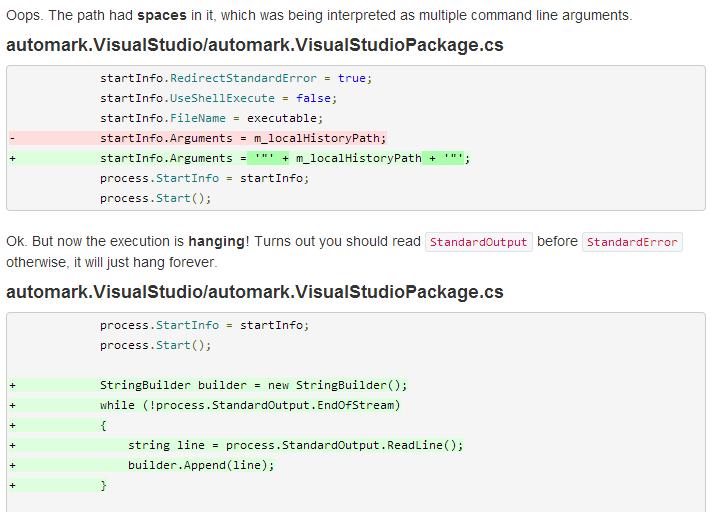 Oops. The path had spaces in it, which was being interpreted as multiple command line arguments.
automark.VisualStudio/automark.VisualStudioPackage.cs
startInfo.RedirectStandardError = true;
startInfo.UseShellExecute = false;
startInfo.FileName = executable;
- startInfo.Arguments = m_localHistoryPath;
+ startInfo.Arguments = '"' + m_localHistoryPath + '"';
process.StartInfo = startInfo;
process.Start();
Ok. But now the execution is hanging! Turns out you should read StandardOutput before StandardError
otherwise, it will just hang forever.
automark.VisualStudio/automark.VisualStudioPackage.cs
process.StartInfo = startInfo;
process.Start();
+ StringBuilder builder = new StringBuilder();
+ while (!process.StandardOutput.EndOfStream)
+ {
+ string line = process.StandardOutput.ReadLine();
+ builder.Append(line);
+ }